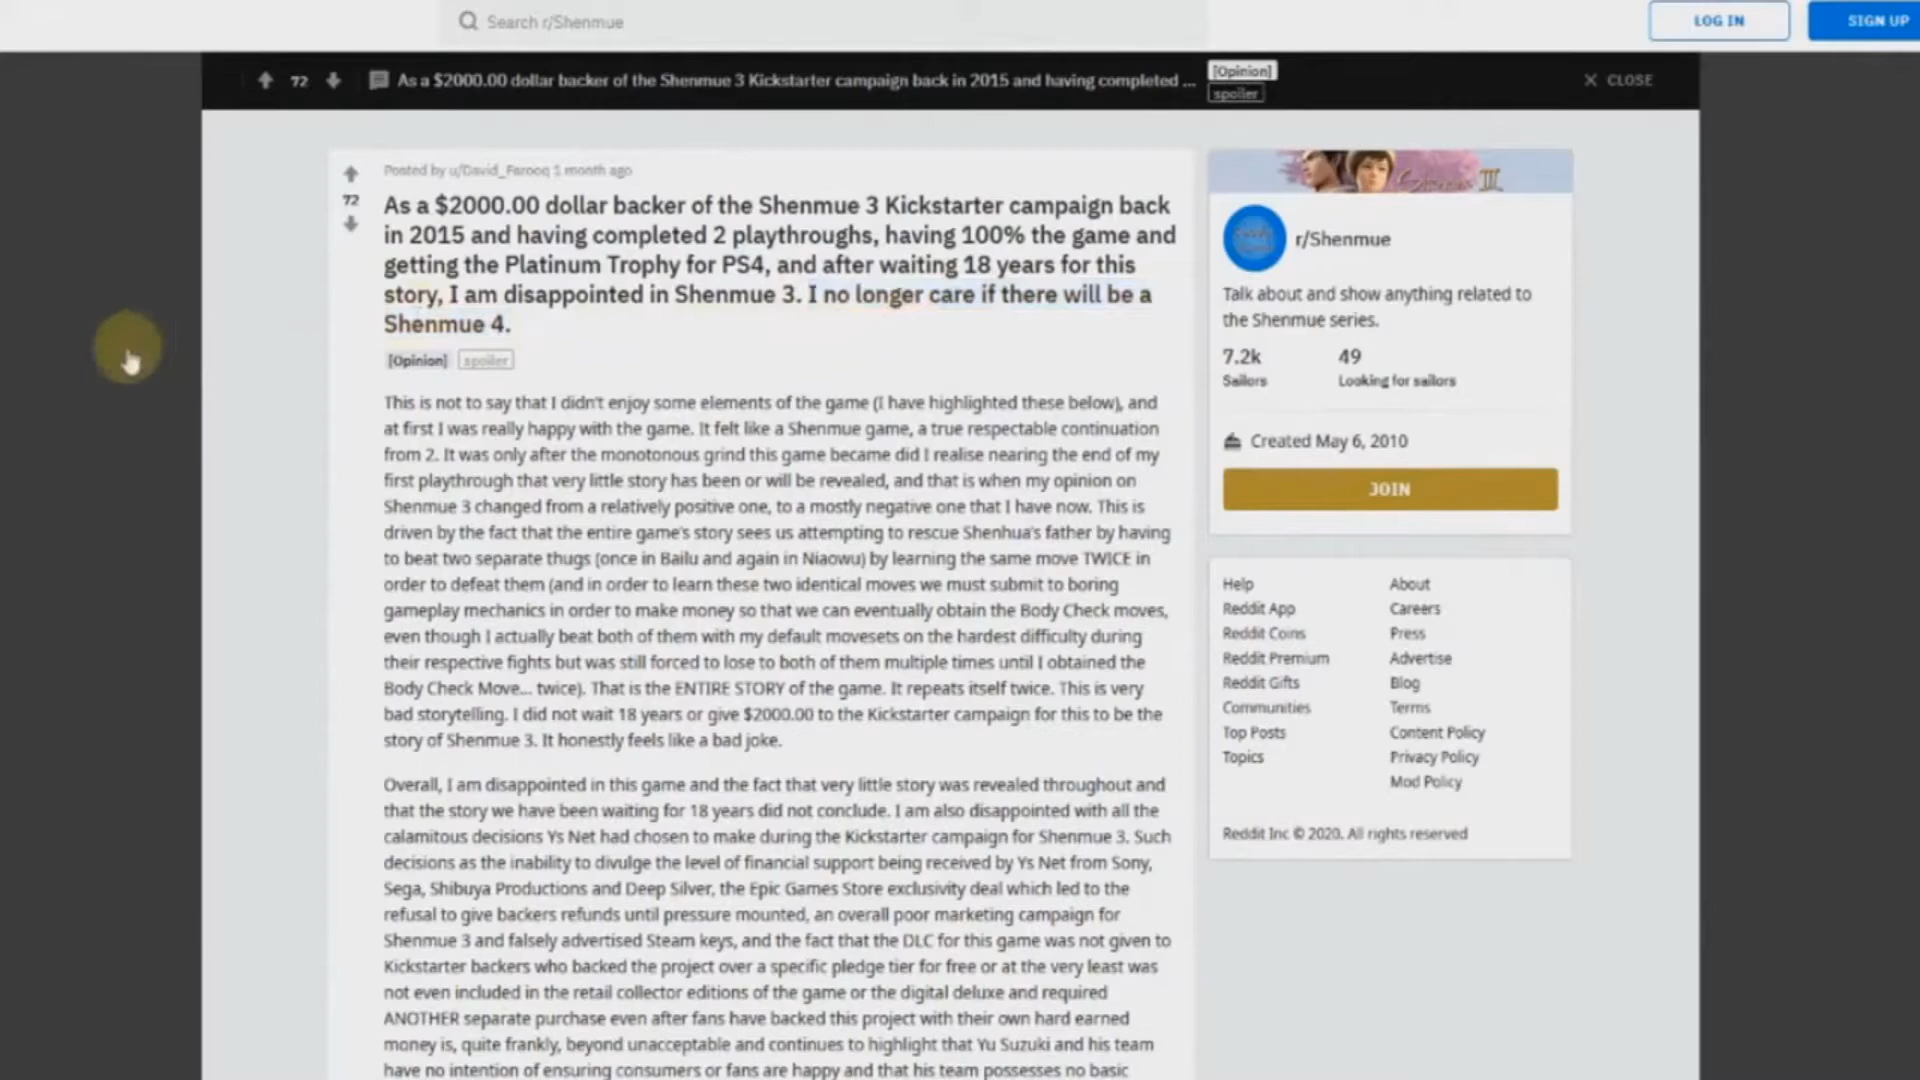 Search r/Shenmue
LOG IN
SIGN UP
72
As a $2000.00 dollar backer of the Shenmue 3 Kickstarter campaign back in 2015 and having completed ...
[Opinion]
spoiler
CLOSE
Posted by u/David_Farooq 1 month ago
72
As a $2000.00 dollar backer of the Shenmue 3 Kickstarter campaign back
in 2015 and having completed 2 playthroughs, having 100% the game and
getting the Platinum Trophy for PS4, and after waiting 18 years for this
story, I am disappointed in Shenmue 3. I no longer care if there will be a
Shenmue 4.
[Opinion] spoiler
This is not to say that I didn't enjoy some elements of the game (I have highlighted these below), and
at first I was really happy with the game. It felt like a Shenmue game, a true respectable continuation
from 2. It was only after the monotonous grind this game became did I realise nearing the end of my
first playthrough that very little story has been or will be revealed, and that is when my opinion on
Shenmue 3 changed from a relatively positive one, to a mostly negative one that I have now. This is
driven by the fact that the entire game's story sees us attempting to rescue Shenhua's father by having
to beat two separate thugs (once in Bailu and again in Niaowu) by learning the same move TWICE in
order to defeat them (and in order to learn these two identical moves we must submit to boring
gameplay mechanics in order to make money so that we can eventually obtain the Body Check moves,
even though I actually beat both of them with my default movesets on the hardest difficulty during
their respective fights but was still forced to lose to both of them multiple times until I obtained the
Body Check Move... twice). That is the ENTIRE STORY of the game. It repeats itself twice. This is very
bad storytelling. I did not wait 18 years or give $2000.00 to the Kickstarter campaign for this to be the
story of Shenmue 3. It honestly feels like a bad joke.
Overall, I am disappointed in this game and the fact that very little story was revealed throughout and
that the story we have been waiting for 18 years did not conclude. I am also disappointed with all the
calamitous decisions Ys Net had chosen to make during the Kickstarter campaign for Shenmue 3. Such
decisions as the inability to divulge the level of financial support being received by Ys Net from Sony,
Sega, Shibuya Productions and Deep Silver, the Epic Games Store exclusivity deal which led to the
refusal to give backers refunds until pressure mounted, an overall poor marketing campaign for
Shenmue 3 and falsely advertised Steam keys, and the fact that the DLC for this game was not given to
Kickstarter backers who backed the project over a specific pledge tier for free or at the very least was
not even included in the retail collector editions of the game or the digital deluxe and required
ANOTHER separate purchase even after fans have backed this project with their own hard earned
money is, quite frankly, beyond unacceptable and continues to highlight that Yu Suzuki and his team
have no intention of ensuring consumers or fans are happy and that his team possesses no basic
Shenmue III
r/Shenmue
Talk about and show anything related to
the Shenmue series.
7.2k 49
Sailors Looking for sailors
Created May 6, 2010
JOIN
Help About
Reddit App Careers
Reddit Coins Press
Reddit Premium Advertise
Reddit Gifts Blog
Communities Terms
Top Posts Content Policy
Topics Privacy Policy
Mod Policy
Reddit Inc © 2020. All rights reserved